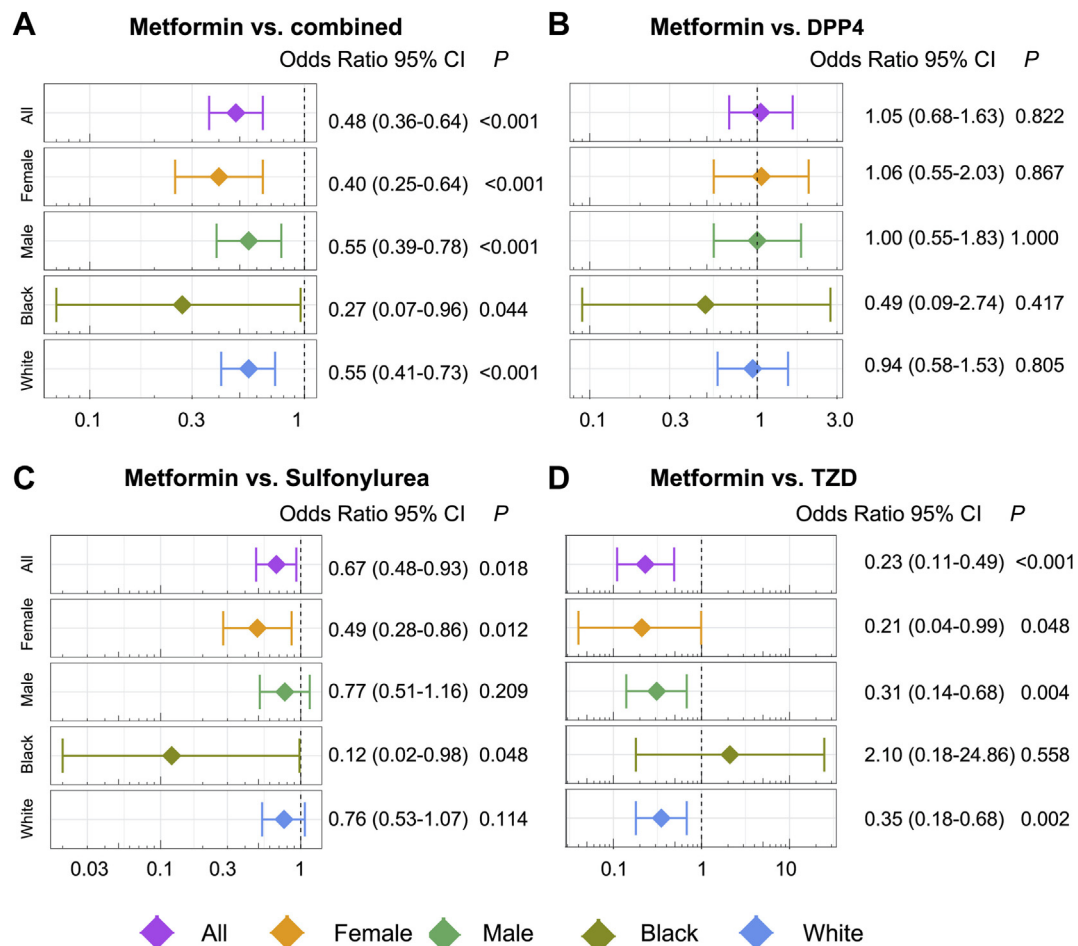 A Metformin vs. combined
Odds Ratio 95% CI P
All 0.48 (0.36-0.64) <0.001
Female 0.40 (0.25-0.64) <0.001
Male 0.55 (0.39-0.78) <0.001
Black 0.27 (0.07-0.96) 0.044
White 0.55 (0.41-0.73) <0.001
0.1 0.3 1
B Metformin vs. DPP4
Odds Ratio 95% CI P
1.05 (0.68-1.63) 0.822
1.06 (0.55-2.03) 0.867
1.00 (0.55-1.83) 1.000
0.49 (0.09-2.74) 0.417
0.94 (0.58-1.53) 0.805
0.1 0.3 1 3.0
C Metformin vs. Sulfonylurea
Odds Ratio 95% CI P
All 0.67 (0.48-0.93) 0.018
Female 0.49 (0.28-0.86) 0.012
Male 0.77 (0.51-1.16) 0.209
Black 0.12 (0.02-0.98) 0.048
White 0.76 (0.53-1.07) 0.114
0.03 0.1 0.3 1
D Metformin vs. TZD
Odds Ratio 95% CI P
0.23 (0.11-0.49) <0.001
0.21 (0.04-0.99) 0.048
0.31 (0.14-0.68) 0.004
2.10 (0.18-24.86) 0.558
0.35 (0.18-0.68) 0.002
0.1 1 10
All Female Male Black White